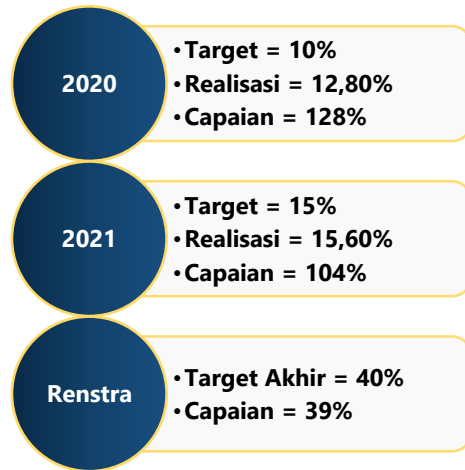 2020
•Target = 10%
•Realisasi = 12,80%
•Capaian = 128%
2021
•Target = 15%
•Realisasi = 15,60%
•Capaian = 104%
Renstra
•Target Akhir = 40%
•Capaian = 39%